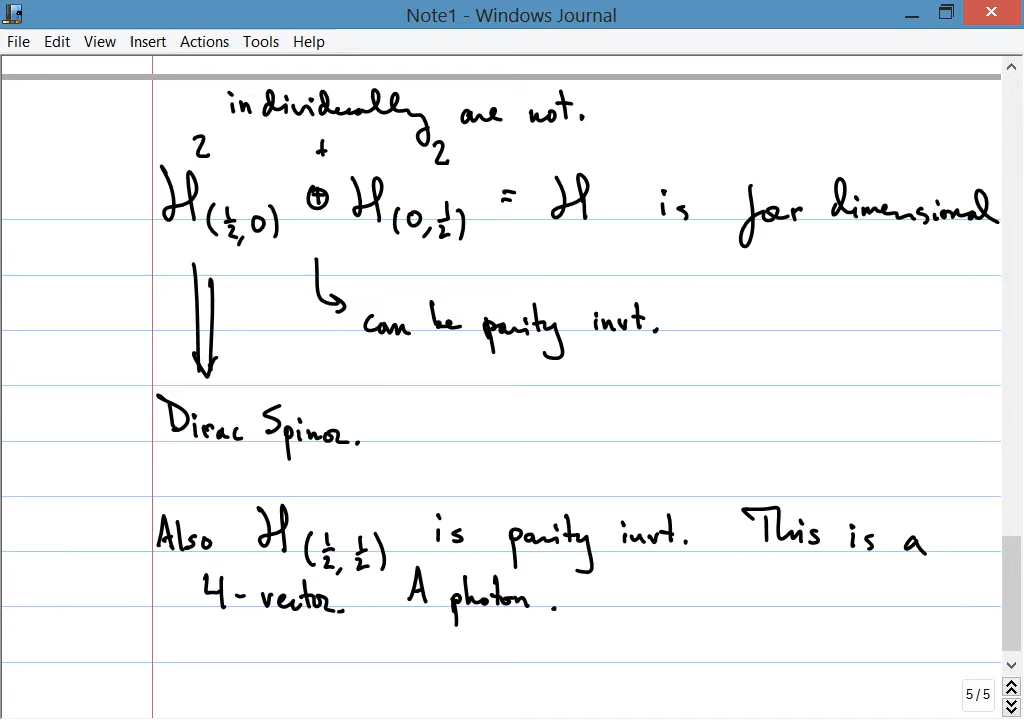 Note1 - Windows Journal
File Edit View Insert Actions Tools Help
individually are not.
2 + 2
H(1/2, 0) ⊕ H(0, 1/2) = H is four dimensional
can be parity invt.
Dirac Spinor.
Also H(1/2, 1/2) is parity invt. This is a
4-vector. A photon.
5 / 5